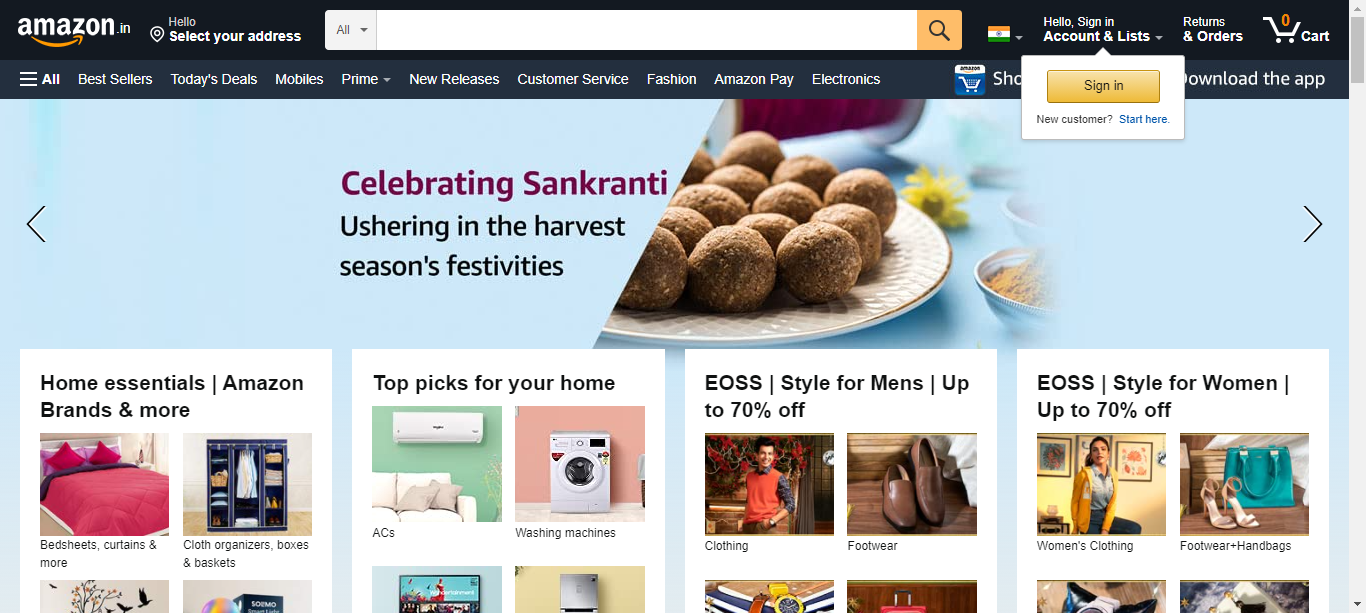 amazon.in
Hello
Select your address
All
Hello, Sign in
Account & Lists
Returns
& Orders
0
Cart
All
Best Sellers
Today's Deals
Mobiles
Prime
New Releases
Customer Service
Fashion
Amazon Pay
Electronics
amazon
Sho
Download the app
Sign in
New customer? Start here.
Celebrating Sankranti
Ushering in the harvest
season's festivities
Home essentials | Amazon
Brands & more
Bedsheets, curtains &
more
Cloth organizers, boxes
& baskets
SOEMO
Top picks for your home
ACs
Washing machines
EOSS | Style for Mens | Up
to 70% off
Clothing
Footwear
EOSS | Style for Women |
Up to 70% off
Women's Clothing
Footwear+Handbags